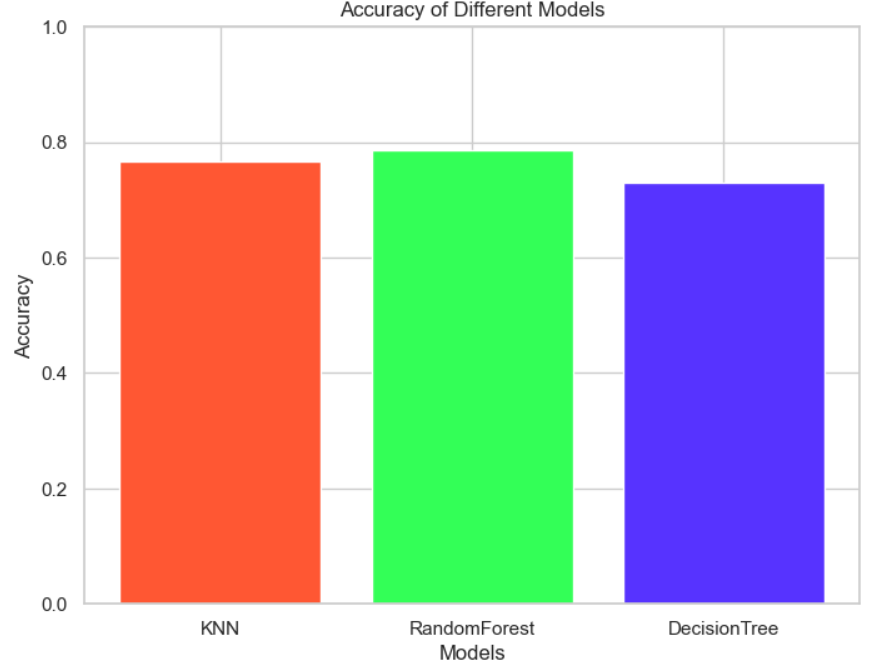 Accuracy of Different Models
1.0
0.8
0.6
0.4
0.2
0.0
Accuracy
KNN RandomForest DecisionTree
Models